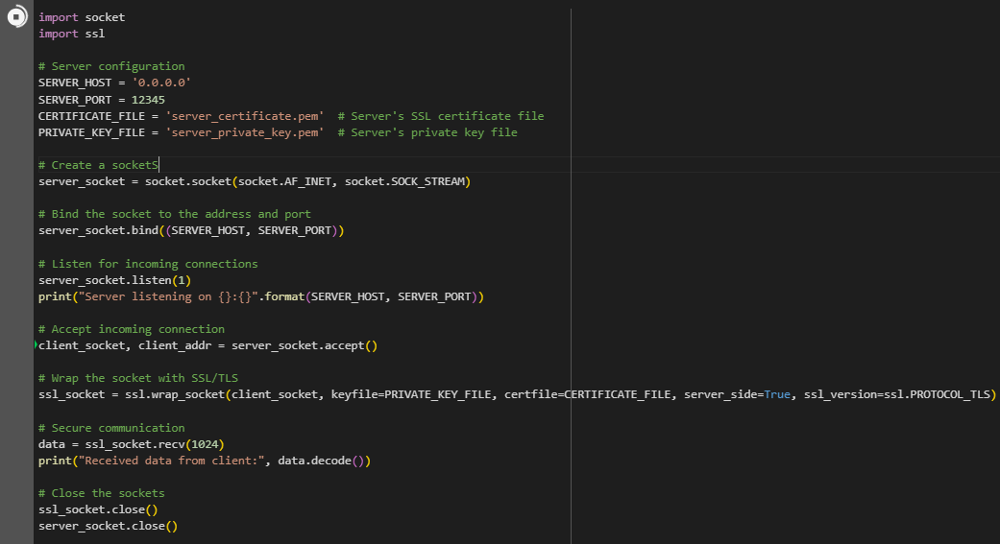 import socket
import ssl
# Server configuration
SERVER_HOST = '0.0.0.0'
SERVER_PORT = 12345
CERTIFICATE_FILE = 'server_certificate.pem'  # Server's SSL certificate file
PRIVATE_KEY_FILE = 'server_private_key.pem'  # Server's private key file
# Create a socketS
server_socket = socket.socket(socket.AF_INET, socket.SOCK_STREAM)
# Bind the socket to the address and port
server_socket.bind((SERVER_HOST, SERVER_PORT))
# Listen for incoming connections
server_socket.listen(1)
print("Server listening on {}:{}".format(SERVER_HOST, SERVER_PORT))
# Accept incoming connection
client_socket, client_addr = server_socket.accept()
# Wrap the socket with SSL/TLS
ssl_socket = ssl.wrap_socket(client_socket, keyfile=PRIVATE_KEY_FILE, certfile=CERTIFICATE_FILE, server_side=True, ssl_version=ssl.PROTOCOL_TLS)
# Secure communication
data = ssl_socket.recv(1024)
print("Received data from client:", data.decode())
# Close the sockets
ssl_socket.close()
server_socket.close()